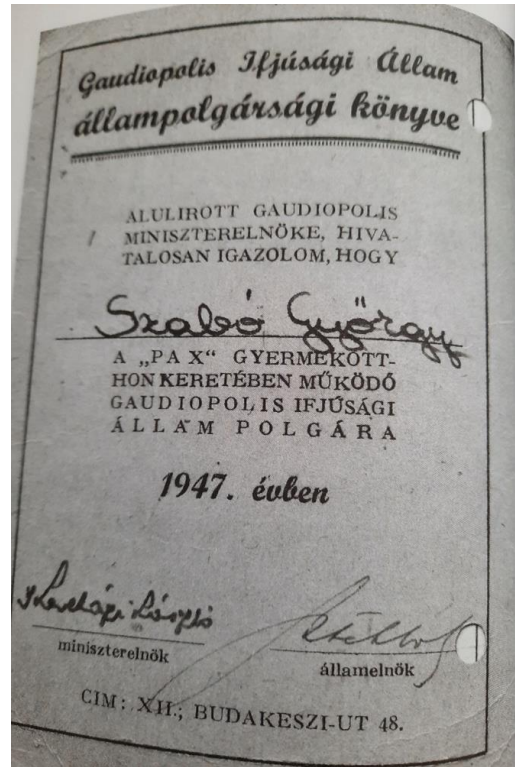 Gaudiopolis Ifjúsági Állam
állampolgársági könyve
ALULIROTT GAUDIOPOLIS
MINISZTERELNÖKE, HIVA-
TALOSAN IGAZOLOM, HOGY
Szabó György
A „PAX“ GYERMEKOTT-
HON KERETÉBEN MŰKÖDŐ
GAUDIOPOLIS IFJÚSÁGI
ÁLLAM POLGÁRA
1947. évben
László
miniszterelnök
államelnök
CIM: XII.; BUDAKESZI-UT 48.